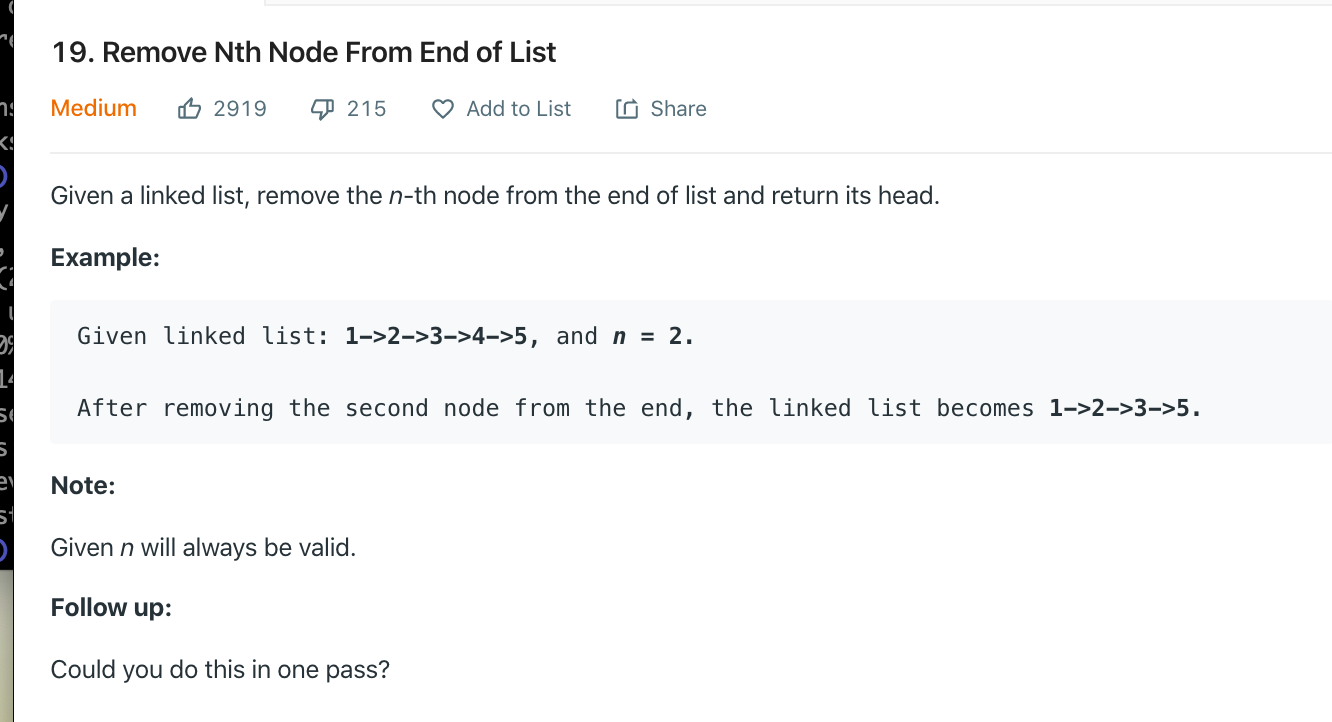 19. Remove Nth Node From End of List
Medium 2919 215 Add to List Share
Given a linked list, remove the n-th node from the end of list and return its head.
Example:
Given linked list: 1->2->3->4->5, and n = 2.
After removing the second node from the end, the linked list becomes 1->2->3->5.
Note:
Given n will always be valid.
Follow up:
Could you do this in one pass?